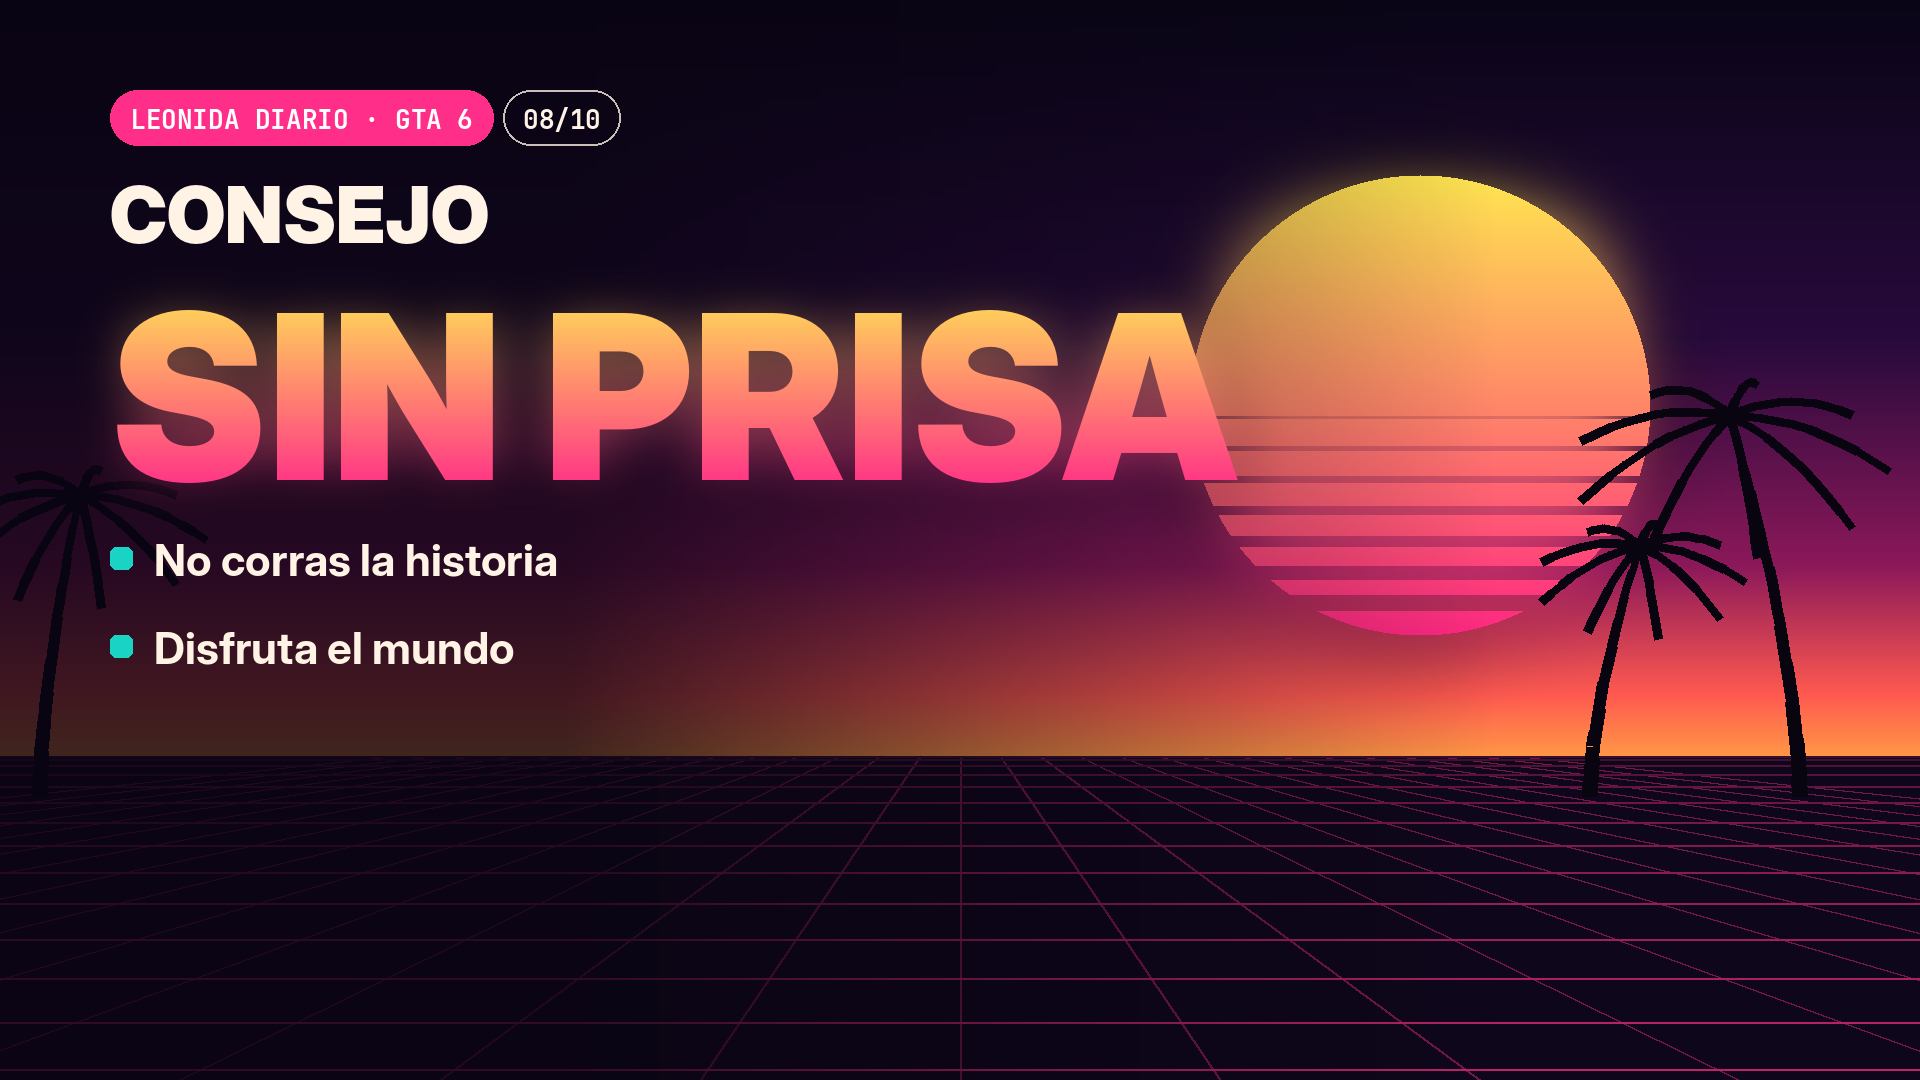 LEONIDA DIARIO · GTA 6 08/10
CONSEJO
SIN PRISA
No corras la historia
Disfruta el mundo